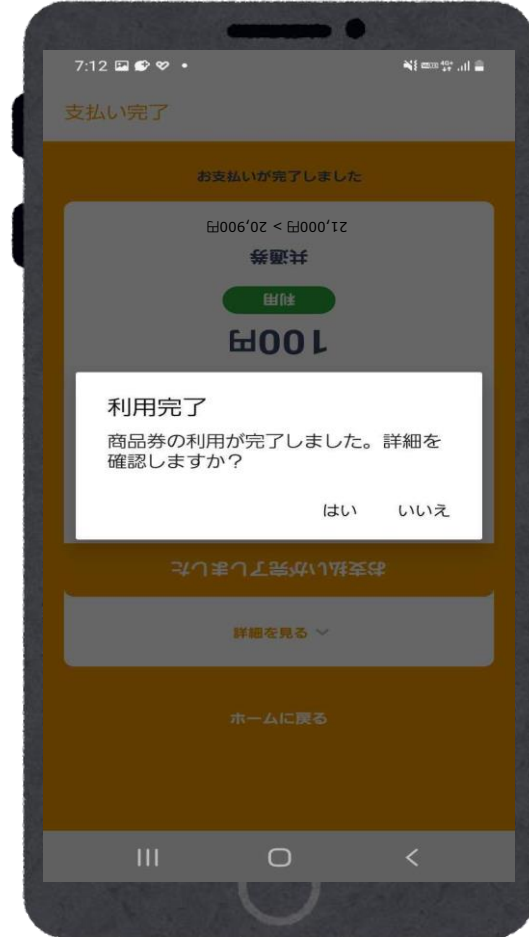 7:12
支払い完了
お支払いが完了しました
21,000円 > 20,900円
共通券
利用
100円
利用完了
商品券の利用が完了しました。詳細を
確認しますか？
はい いいえ
お支払いが完了しました
詳細を見る
ホームに戻る